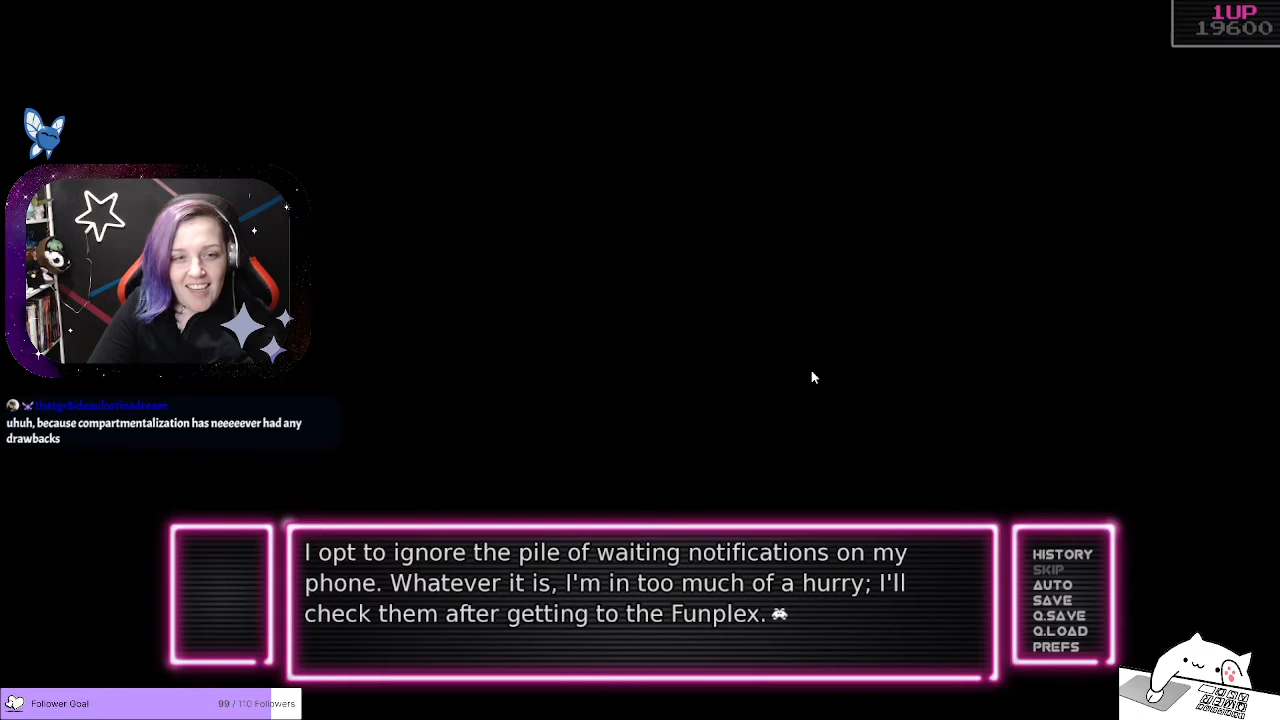 1UP
19600
uhuh, because compartmentalization has neeeeever had any
drawbacks
I opt to ignore the pile of waiting notifications on my
phone. Whatever it is, I'm in too much of a hurry; I'll
check them after getting to the Funplex.
HISTORY
SKIP
AUTO
SAVE
Q.SAVE
Q.LOAD
PREFS
Follower Goal
99 / 110 Followers